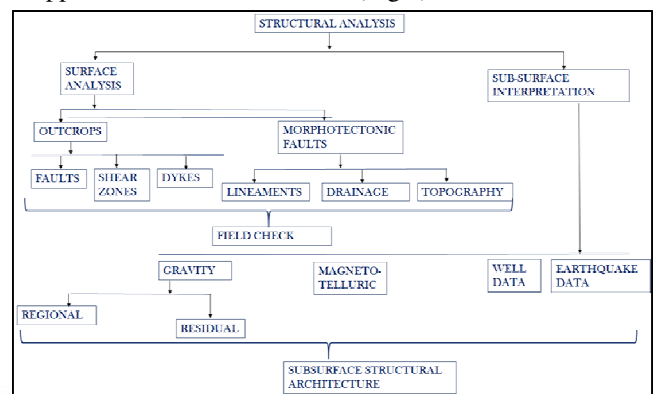 STRUCTURAL ANALYSIS
SURFACE
ANALYSIS
SUB-SURFACE
INTERPRETATION
OUTCROPS
MORPHOTECTONIC
FAULTS
FAULTS
SHEAR
ZONES
DYKES
LINEAMENTS
DRAINAGE
TOPOGRAPHY
FIELD CHECK
GRAVITY
MAGNETO-
TELLURIC
WELL
DATA
EARTHQUAKE
DATA
REGIONAL
RESIDUAL
SUBSURFACE STRUCTURAL
ARCHITECTURE